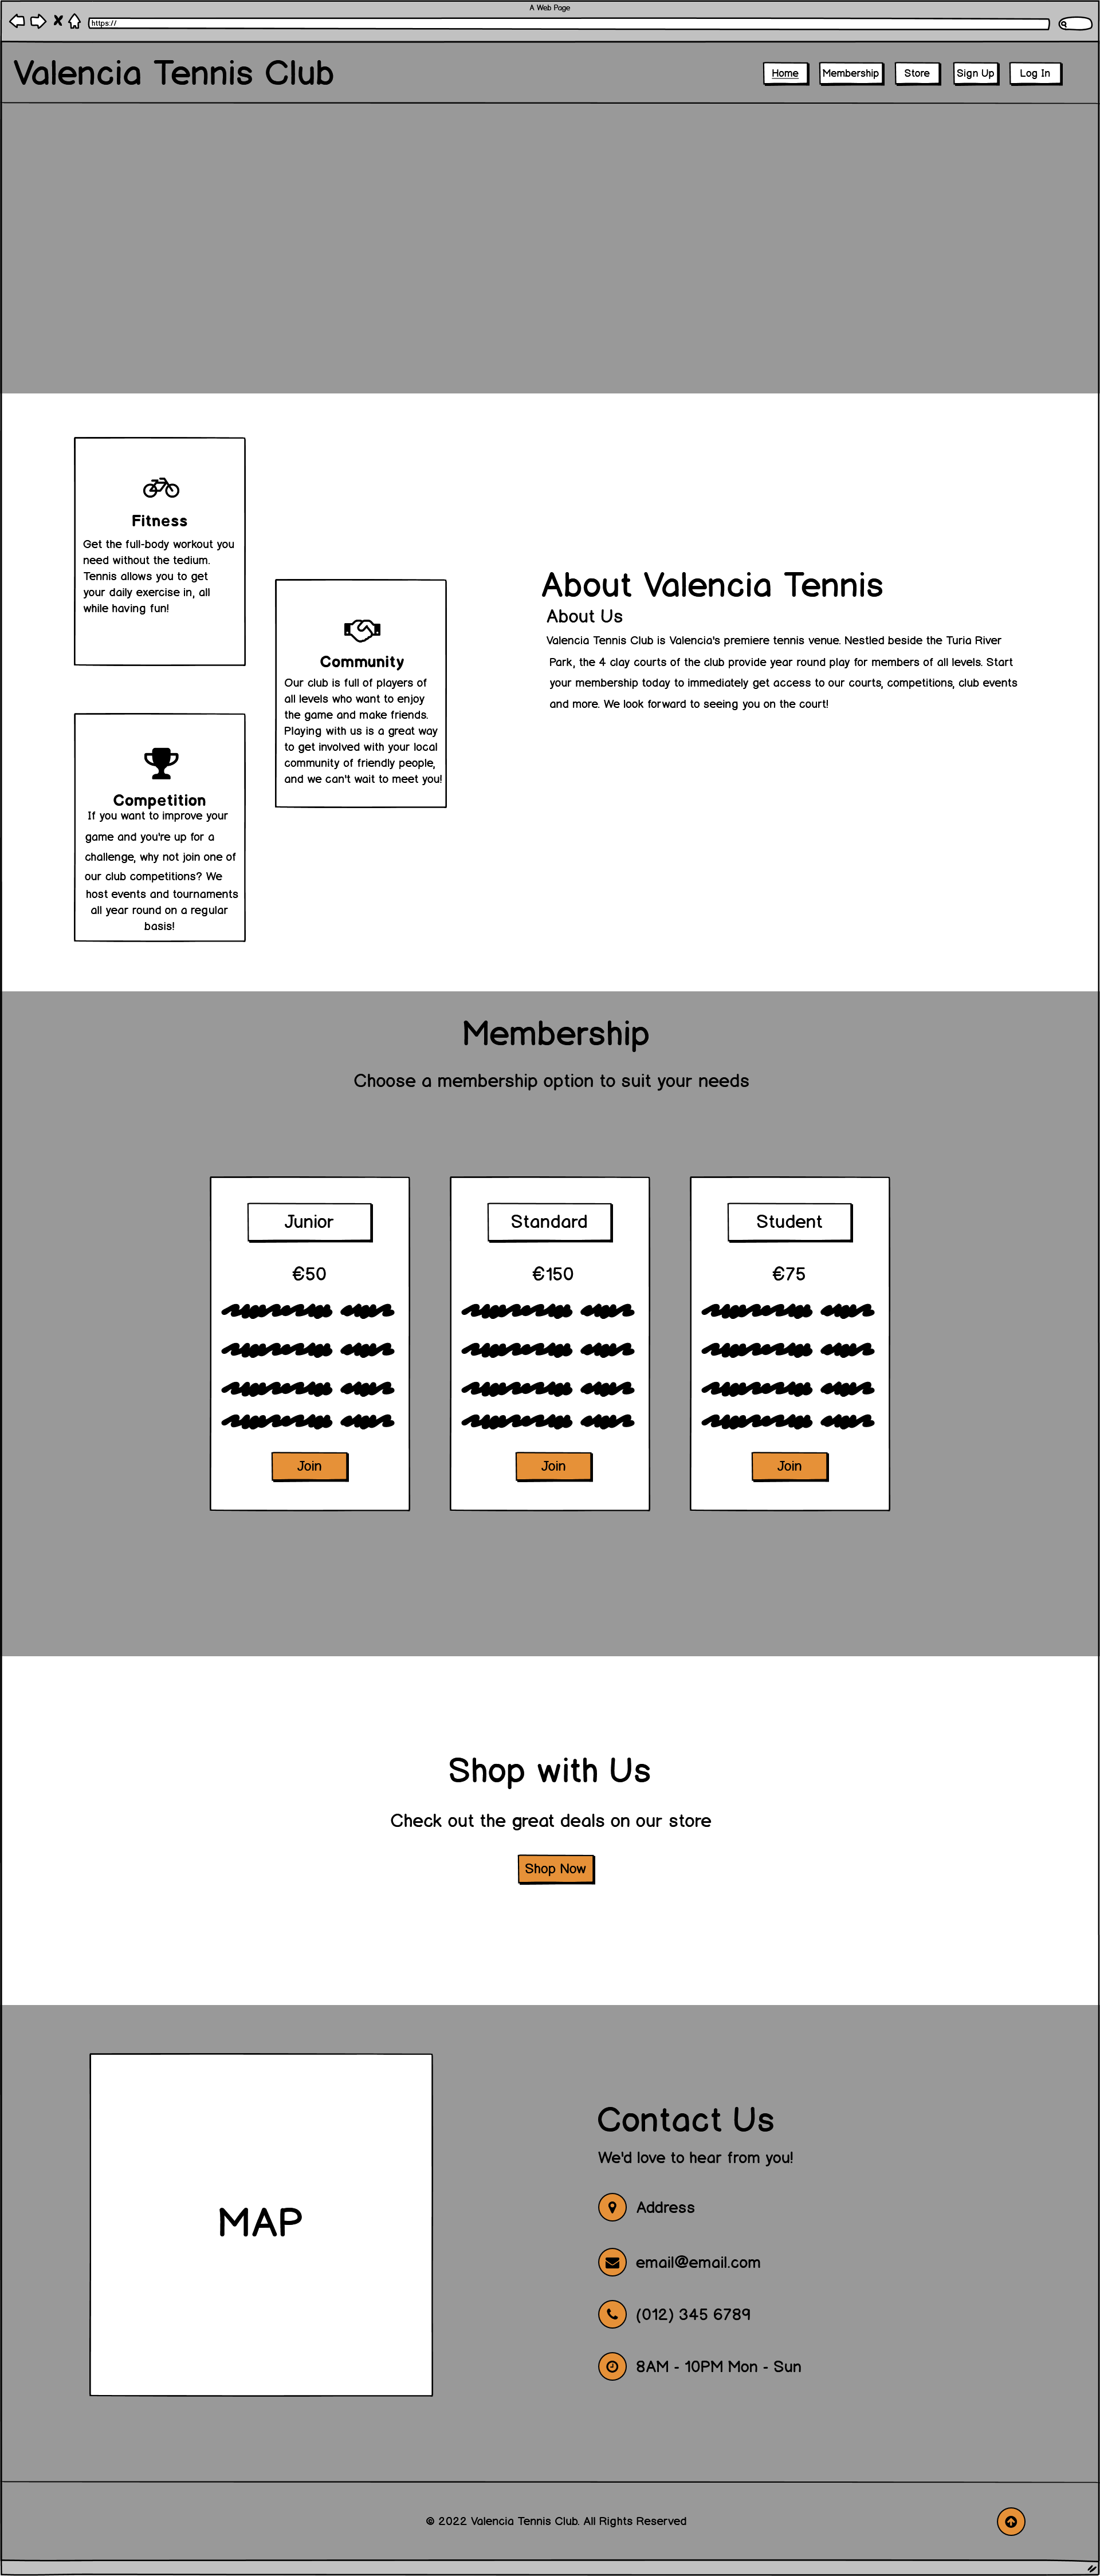 A Web Page
https://
Valencia Tennis Club
Home
Membership
Store
Sign Up
Log In
Fitness
Get the full-body workout you
need without the tedium.
Tennis allows you to get
your daily exercise in, all
while having fun!
Community
Our club is full of players of
all levels who want to enjoy
the game and make friends.
Playing with us is a great way
to get involved with your local
community of friendly people,
and we can't wait to meet you!
Competition
If you want to improve your
game and you're up for a
challenge, why not join one of
our club competitions? We
host events and tournaments
all year round on a regular
basis!
About Valencia Tennis
About Us
Valencia Tennis Club is Valencia's premiere tennis venue. Nestled beside the Turia River
Park, the 4 clay courts of the club provide year round play for members of all levels. Start
your membership today to immediately get access to our courts, competitions, club events
and more. We look forward to seeing you on the court!
Membership
Choose a membership option to suit your needs
Junior
€50
Join
Standard
€150
Join
Student
€75
Join
Shop with Us
Check out the great deals on our store
Shop Now
MAP
Contact Us
We'd love to hear from you!
Address
email@email.com
(012) 345 6789
8AM - 10PM Mon - Sun
© 2022 Valencia Tennis Club. All Rights Reserved